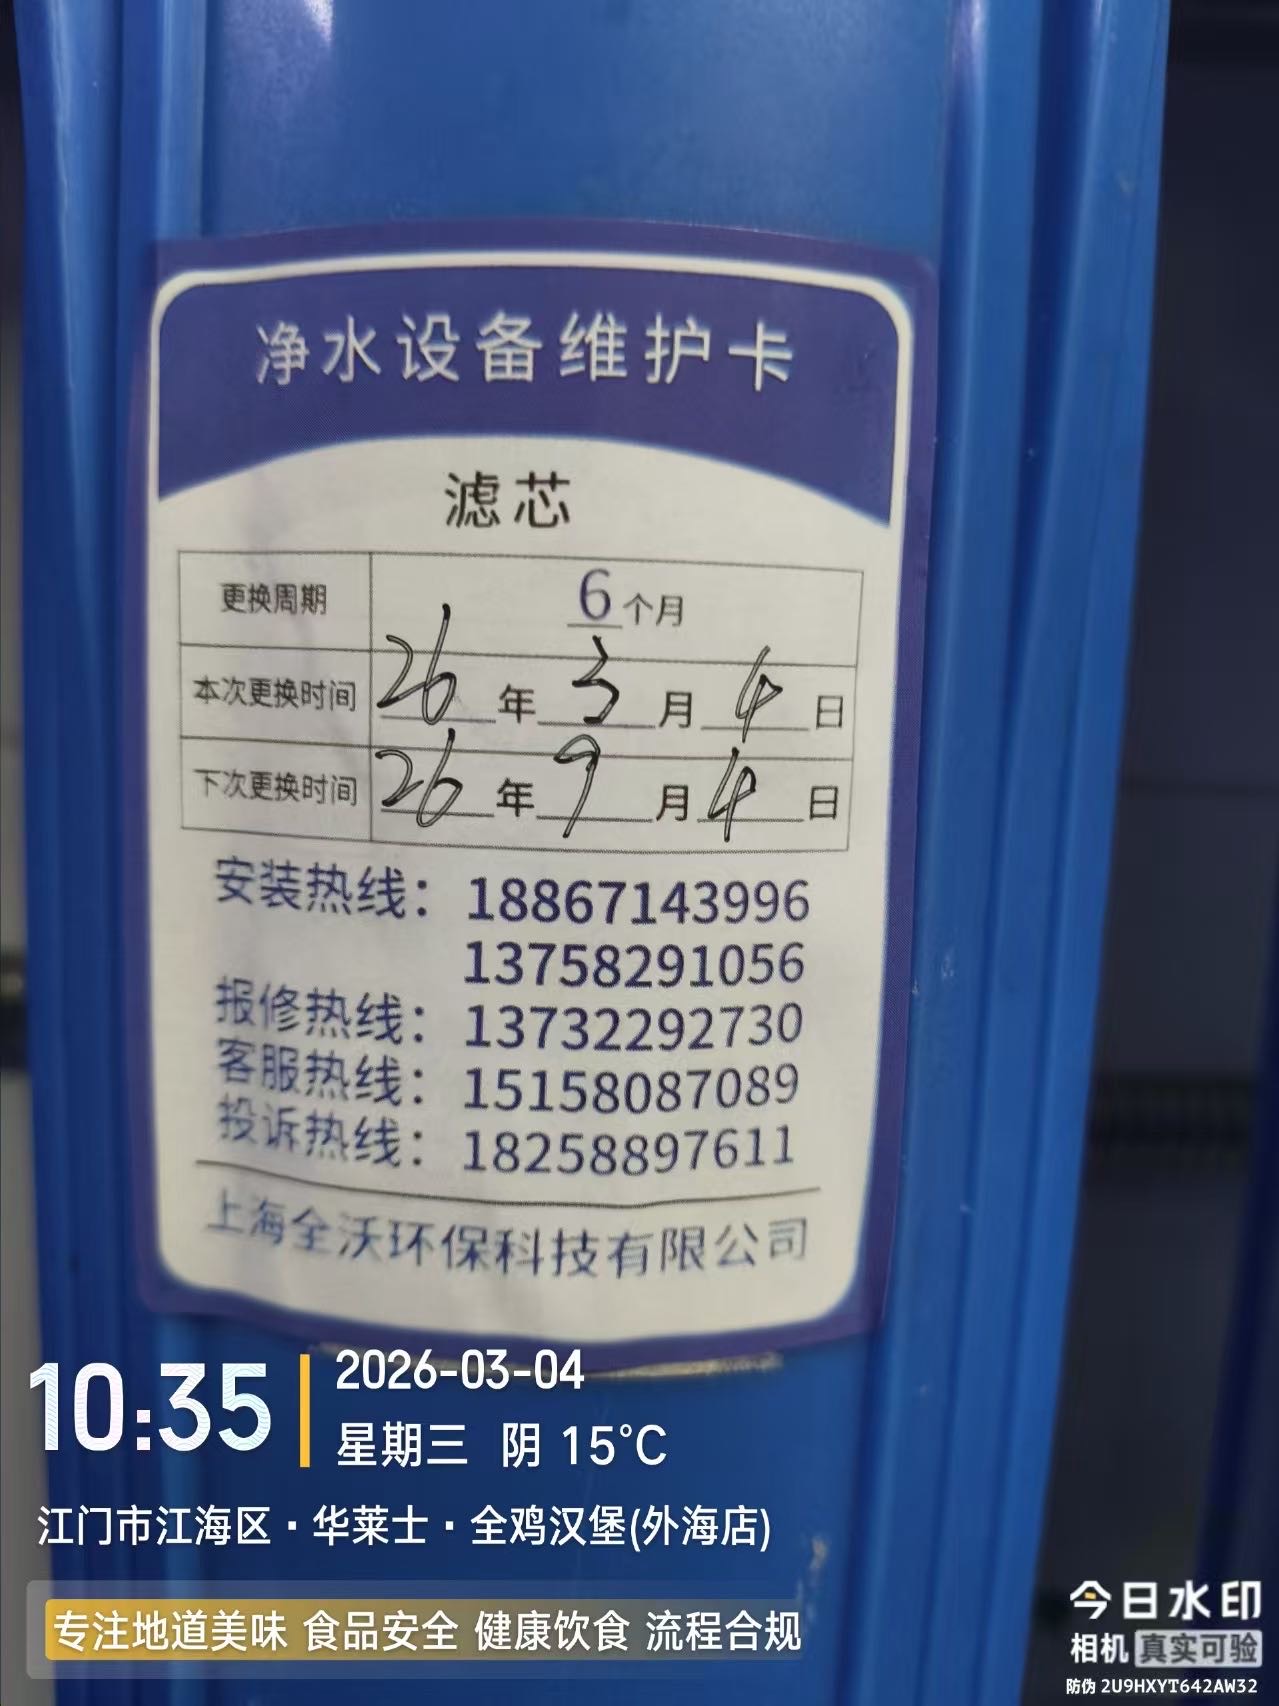 净水设备维护卡
滤芯
更换周期 6个月
本次更换时间 26年3月4日
下次更换时间 26年9月4日
安装热线：18867143996
13758291056
报修热线：13732292730
客服热线：15158087089
投诉热线：18258897611
上海全沃环保科技有限公司
10:35
2026-03-04
星期三 阴 15°C
江门市江海区·华莱士·全鸡汉堡(外海店)
专注地道美味 食品安全 健康饮食 流程合规
今日水印
相机 真实可验
防伪 2U9HXYT642AW32